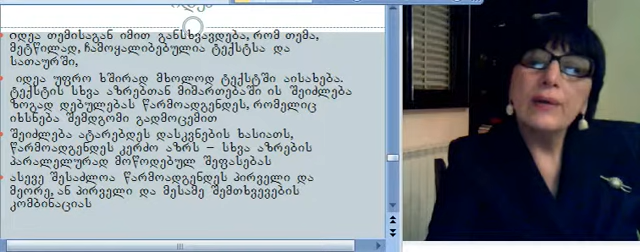 იდეა
იდეა თემისაგან იმით განსხვავდება, რომ თემა,
მეტწილად, ჩამოყალიბებულია ტექსტსა და
სათაურში,
იდეა უფრო ხშირად მხოლოდ ტექსტში აისახება.
ტექსტის სხვა აზრებთან მიმართებაში ის შეიძლება
ზოგად დებულებას წარმოადგენდეს, რომელიც
იხსნება შემდგომი გადმოცემით
შეიძლება ატარებდეს დასკვნების ხასიათს,
წარმოადგენდეს კერძო აზრს – სხვა აზრების
პარალელურად მოწოდებულ შეფასებას
ასევე შესაძლოა წარმოადგენდეს პირველი და
მეორე, ან პირველი და მესამე შემთხვევების
კომბინაციას